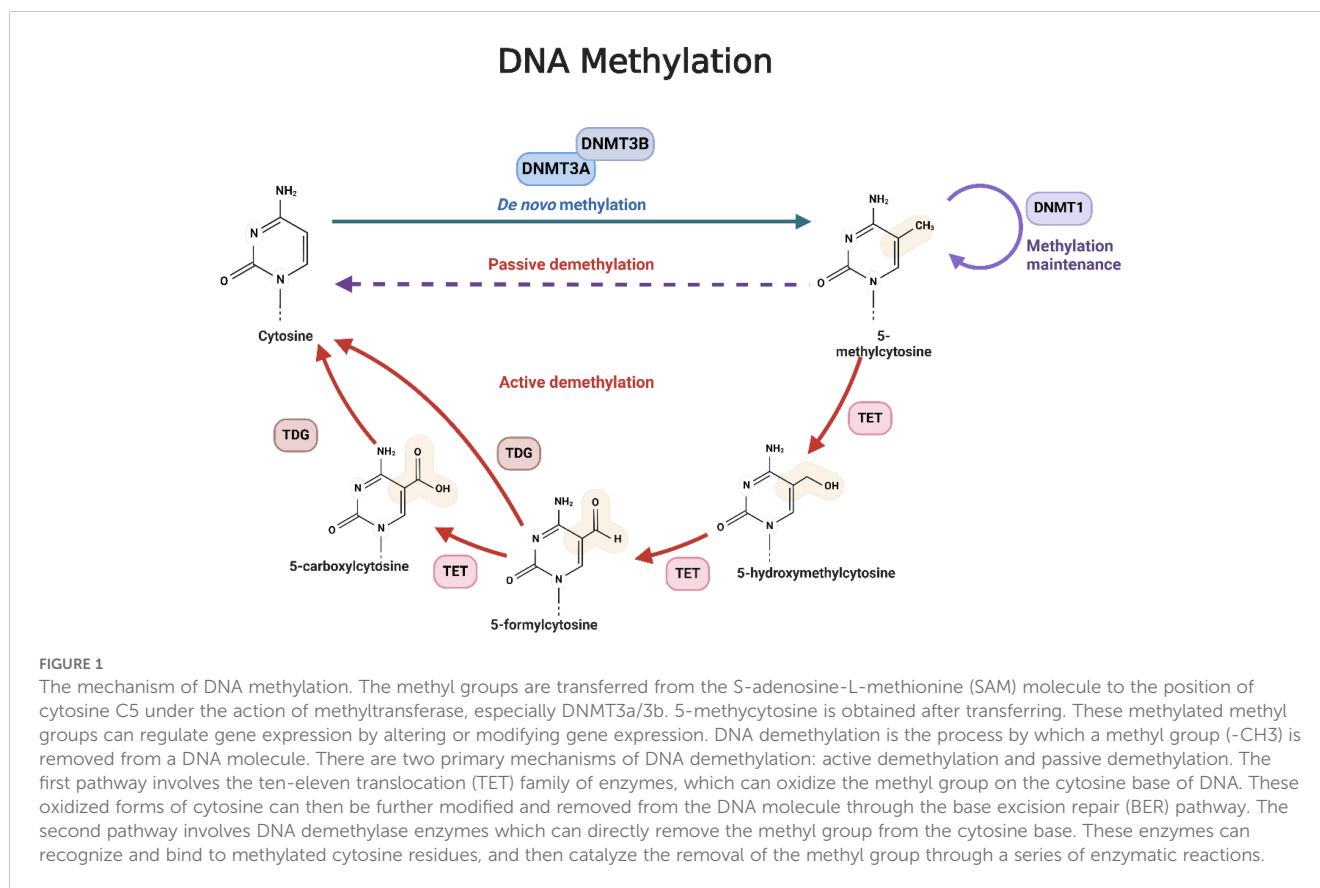 DNA Methylation
DNMT3B
DNMT3A
De novo methylation
NH₂
N
O
N
Cytosine
NH₂
CH₃
N
O
N
5-
methylcytosine
DNMT1
Methylation
maintenance
Passive demethylation
Active demethylation
TET
TDG
TDG
NH₂
O
OH
N
O
N
5-carboxylcytosine
TET
NH₂
O
H
N
O
N
5-formylcytosine
TET
NH₂
OH
N
O
N
5-hydroxymethylcytosine
FIGURE 1
The mechanism of DNA methylation. The methyl groups are transferred from the S-adenosine-L-methionine (SAM) molecule to the position of
cytosine C5 under the action of methyltransferase, especially DNMT3a/3b. 5-methycytosine is obtained after transferring. These methylated methyl
groups can regulate gene expression by altering or modifying gene expression. DNA demethylation is the process by which a methyl group (-CH3) is
removed from a DNA molecule. There are two primary mechanisms of DNA demethylation: active demethylation and passive demethylation. The
first pathway involves the ten-eleven translocation (TET) family of enzymes, which can oxidize the methyl group on the cytosine base of DNA. These
oxidized forms of cytosine can then be further modified and removed from the DNA molecule through the base excision repair (BER) pathway. The
second pathway involves DNA demethylase enzymes which can directly remove the methyl group from the cytosine base. These enzymes can
recognize and bind to methylated cytosine residues, and then catalyze the removal of the methyl group through a series of enzymatic reactions.